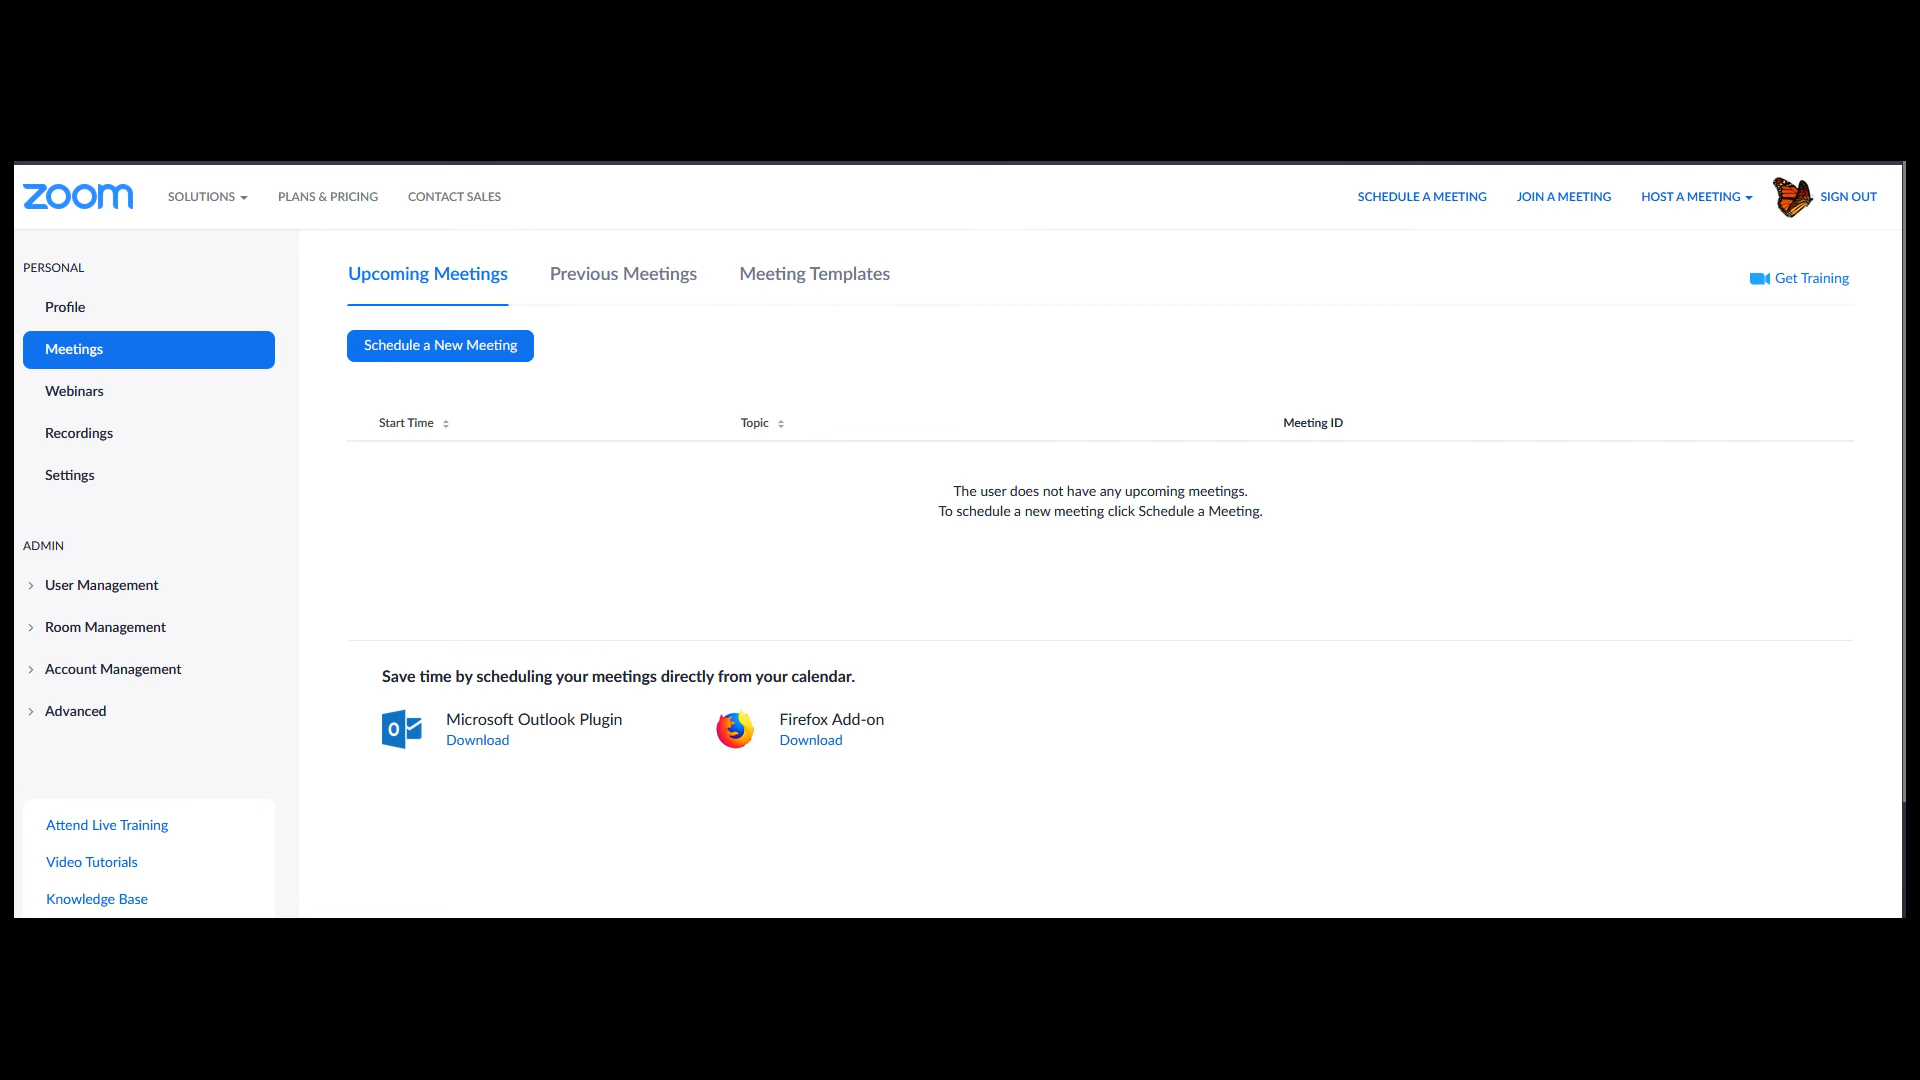 zoom SOLUTIONS PLANS & PRICING CONTACT SALES SCHEDULE A MEETING JOIN A MEETING HOST A MEETING SIGN OUT
PERSONAL
Profile
Meetings
Webinars
Recordings
Settings
ADMIN
User Management
Room Management
Account Management
Advanced
Attend Live Training
Video Tutorials
Knowledge Base
Upcoming Meetings Previous Meetings Meeting Templates
Get Training
Schedule a New Meeting
Start Time Topic Meeting ID
The user does not have any upcoming meetings.
To schedule a new meeting click Schedule a Meeting.
Save time by scheduling your meetings directly from your calendar.
Microsoft Outlook Plugin
Download
Firefox Add-on
Download